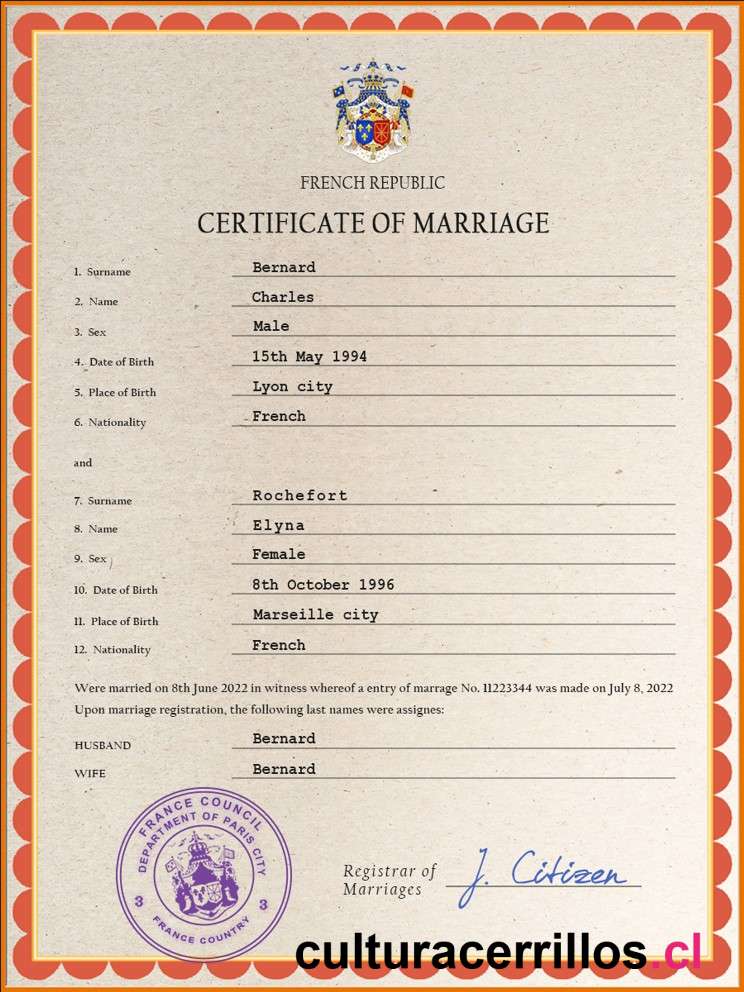 FRENCH REPUBLIC
CERTIFICATE OF MARRIAGE
1. Surname Bernard
2. Name Charles
3. Sex Male
4. Date of Birth 15th May 1994
5. Place of Birth Lyon city
6. Nationality French
and
7. Surname Rochefort
8. Name Elyna
9. Sex Female
10. Date of Birth 8th October 1996
11. Place of Birth Marseille city
12. Nationality French
Were married on 8th June 2022 in witness whereof a entry of marrage No. 11223344 was made on July 8, 2022
Upon marriage registration, the following last names were assignes:
HUSBAND Bernard
WIFE Bernard
FRANCE COUNCIL
DEPARTMENT OF PARIS CITY
3 3
FRANCE COUNTRY
Registrar of
Marriages
J. Citizen
culturacerrillos.cl